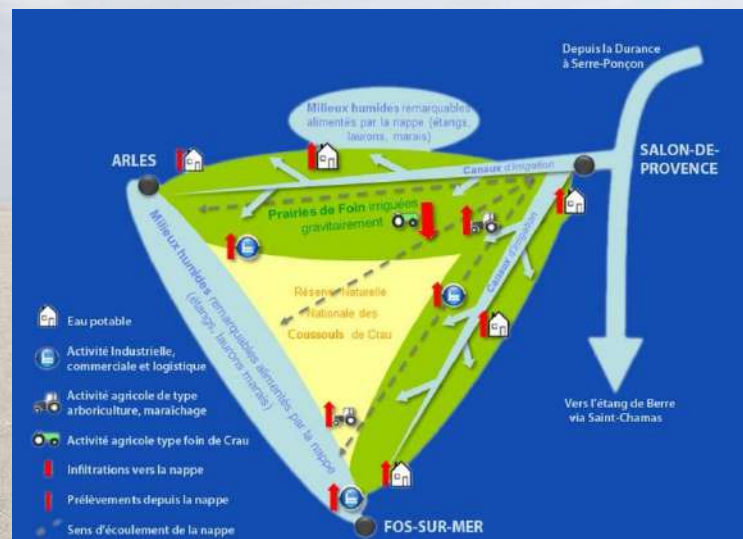 Depuis la Durance
à Serre-Ponçon
Milieux humides remarquables
alimentés par la nappe (étangs,
laurons, marais)
ARLES
SALON-DE-
PROVENCE
Canaux d'irrigation
Prairies de Foin irriguées
gravitairement
Canaux d'irrigation
Milieux humides remarquables alimentés par la nappe
(étangs, laurons marais)
Réserve Naturelle
Nationale des
Coussouls de Crau
Eau potable
Activité Industrielle,
commerciale et logistique
Activité agricole de type
arboriculture, maraîchage
Activité agricole type foin de Crau
Infiltrations vers la nappe
Prélèvements depuis la nappe
Sens d'écoulement de la nappe
Vers l'étang de Berre
via Saint-Chamas
FOS-SUR-MER